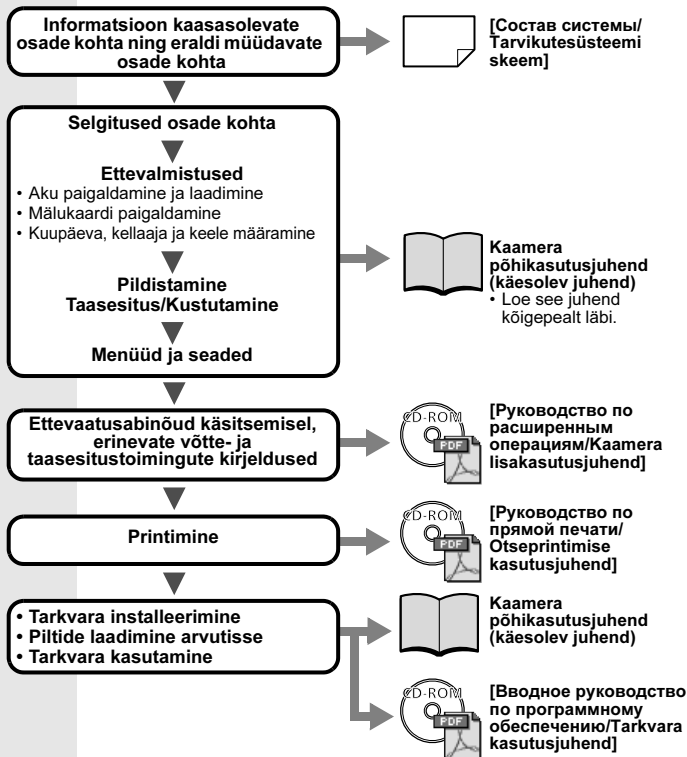 Informatsioon kaasasolevate
osade kohta ning eraldi müüdavate
osade kohta
[Состав системы/
Tarvikutesüsteemi
skeem]
Selgitused osade kohta
Ettevalmistused
• Aku paigaldamine ja laadimine
• Mälukaardi paigaldamine
• Kuupäeva, kellaaja ja keele määramine
Pildistamine
Taasesitus/Kustutamine
Menüüd ja seaded
Kaamera
põhikasutusjuhend
(käesolev juhend)
• Loe see juhend
kõigepealt läbi.
Ettevaatusabinõud käsitsemisel,
erinevate võtte- ja
taasesitustoimingute kirjeldused
CD-ROM
PDF
[Руководство по
расширенным
операциям/Kaamera
lisakasutusjuhend]
Printimine
CD-ROM
PDF
[Руководство по
прямой печати/
Otseprintimise
kasutusjuhend]
• Tarkvara installeerimine
• Piltide laadimine arvutisse
• Tarkvara kasutamine
Kaamera
põhikasutusjuhend
(käesolev juhend)
CD-ROM
PDF
[Вводное руководство
по программному
обеспечению/Tarkvara
kasutusjuhend]